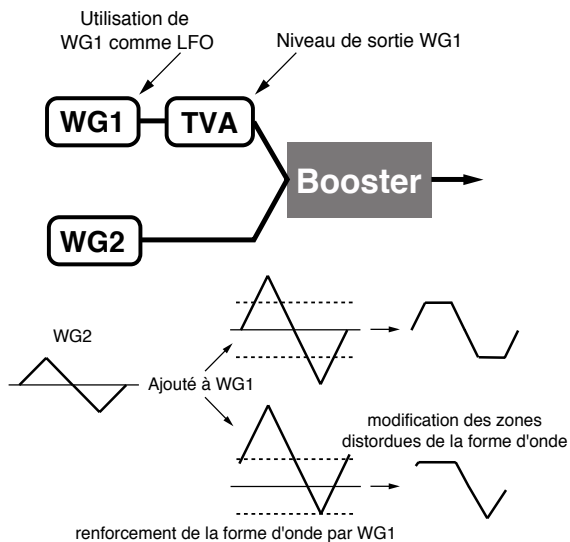 Utilisation de
WG1 comme LFO
Niveau de sortie WG1
WG1
TVA
Booster
WG2
WG2
Ajouté à WG1
modification des zones
distordues de la forme d'onde
renforcement de la forme d'onde par WG1